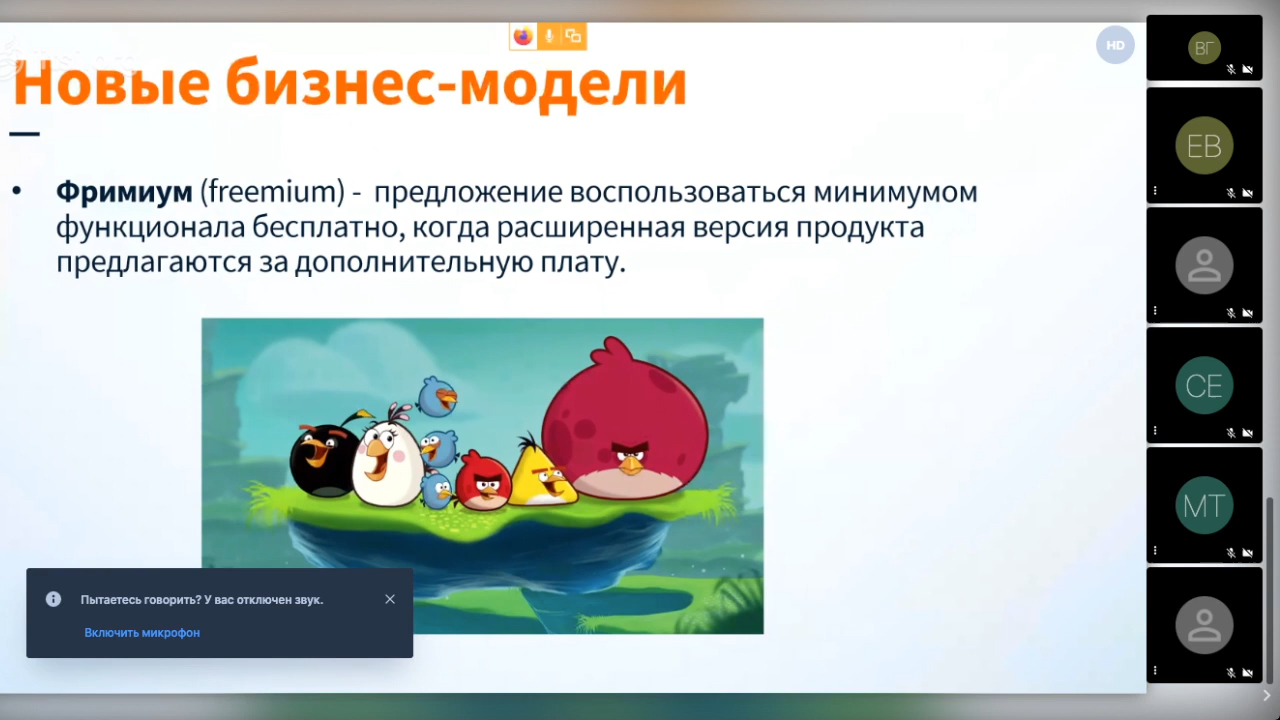 Новые бизнес-модели
HD
• Фримиум (freemium) - предложение воспользоваться минимумом
функционала бесплатно, когда расширенная версия продукта
предлагаются за дополнительную плату.
Пытаетесь говорить? У вас отключен звук.
Включить микрофон
ВГ
ЕВ
СЕ
МТ